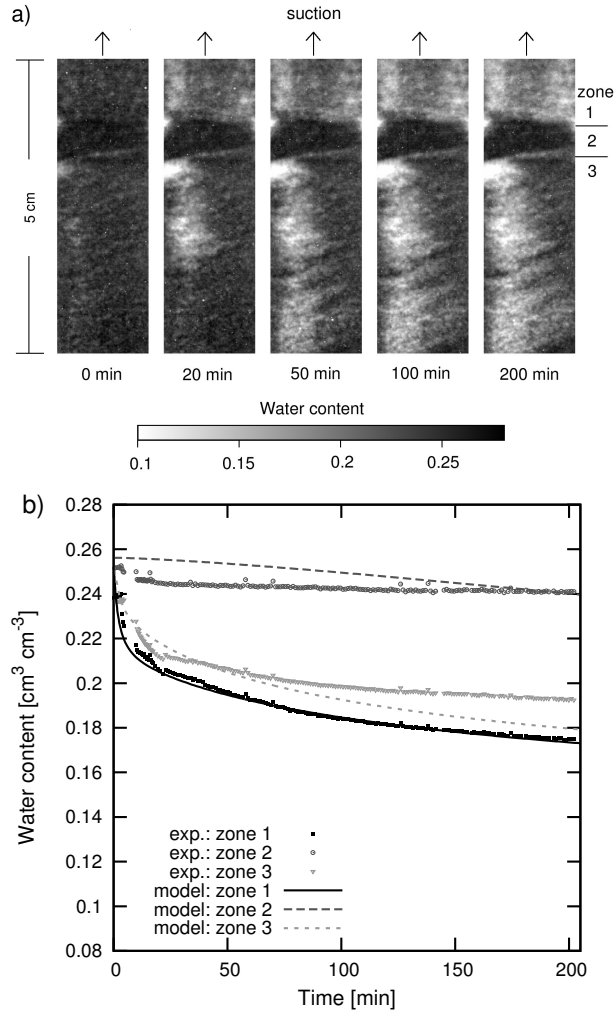 a)
suction
zone
1
2
3
5 cm
0 min 20 min 50 min 100 min 200 min
Water content
0.1 0.15 0.2 0.25
b)
0.28
0.26
0.24
0.22
0.2
0.18
0.16
0.14
0.12
0.1
0.08
Water content [cm³ cm⁻³]
exp.: zone 1
exp.: zone 2
exp.: zone 3
model: zone 1
model: zone 2
model: zone 3
0 50 100 150 200
Time [min]